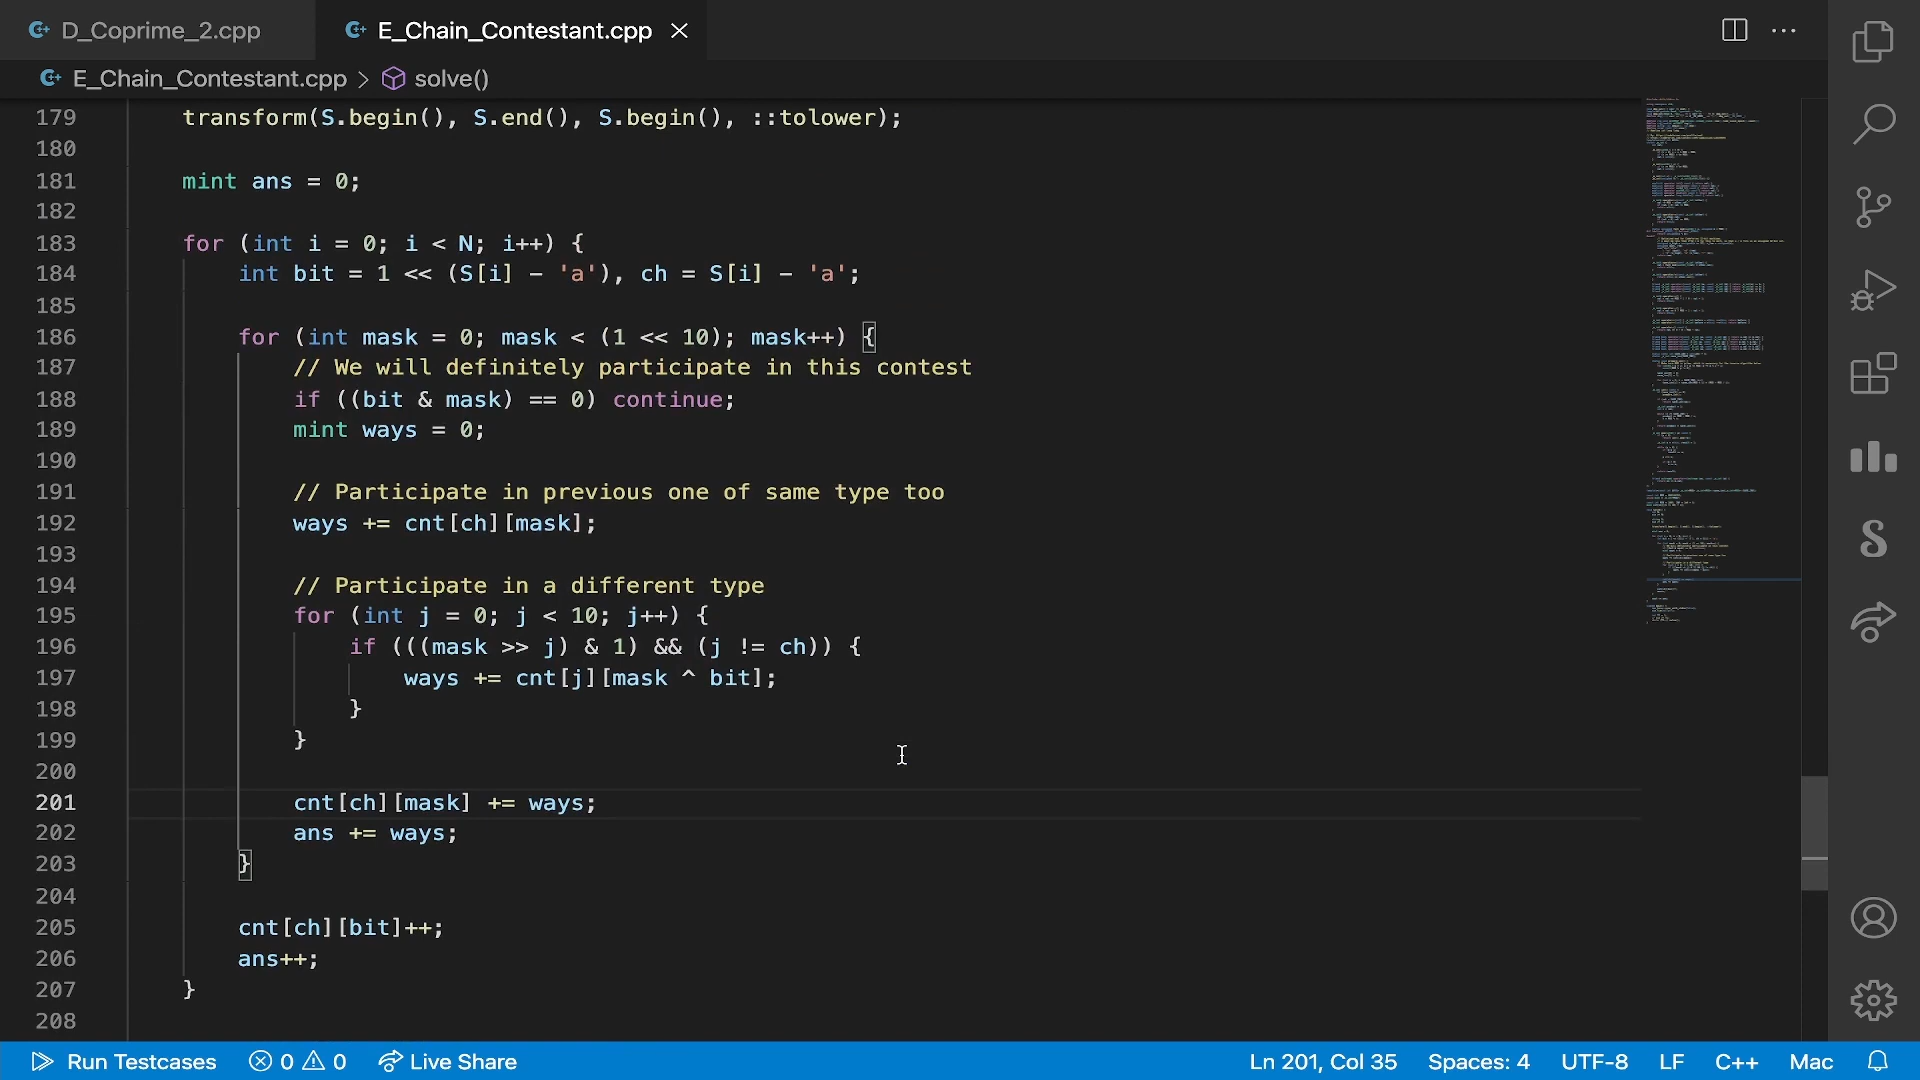 D_Coprime_2.cpp
E_Chain_Contestant.cpp
E_Chain_Contestant.cpp > solve()
179 transform(S.begin(), S.end(), S.begin(), ::tolower);
180
181 mint ans = 0;
182
183 for (int i = 0; i < N; i++) {
184 int bit = 1 << (S[i] - 'a'), ch = S[i] - 'a';
185
186 for (int mask = 0; mask < (1 << 10); mask++) {
187 // We will definitely participate in this contest
188 if ((bit & mask) == 0) continue;
189 mint ways = 0;
190
191 // Participate in previous one of same type too
192 ways += cnt[ch][mask];
193
194 // Participate in a different type
195 for (int j = 0; j < 10; j++) {
196 if (((mask >> j) & 1) && (j != ch)) {
197 ways += cnt[j][mask ^ bit];
198 }
199 }
200
201 cnt[ch][mask] += ways;
202 ans += ways;
203 }
204
205 cnt[ch][bit]++;
206 ans++;
207 }
208
Run Testcases 0 0 Live Share Ln 201, Col 35 Spaces: 4 UTF-8 LF C++ Mac